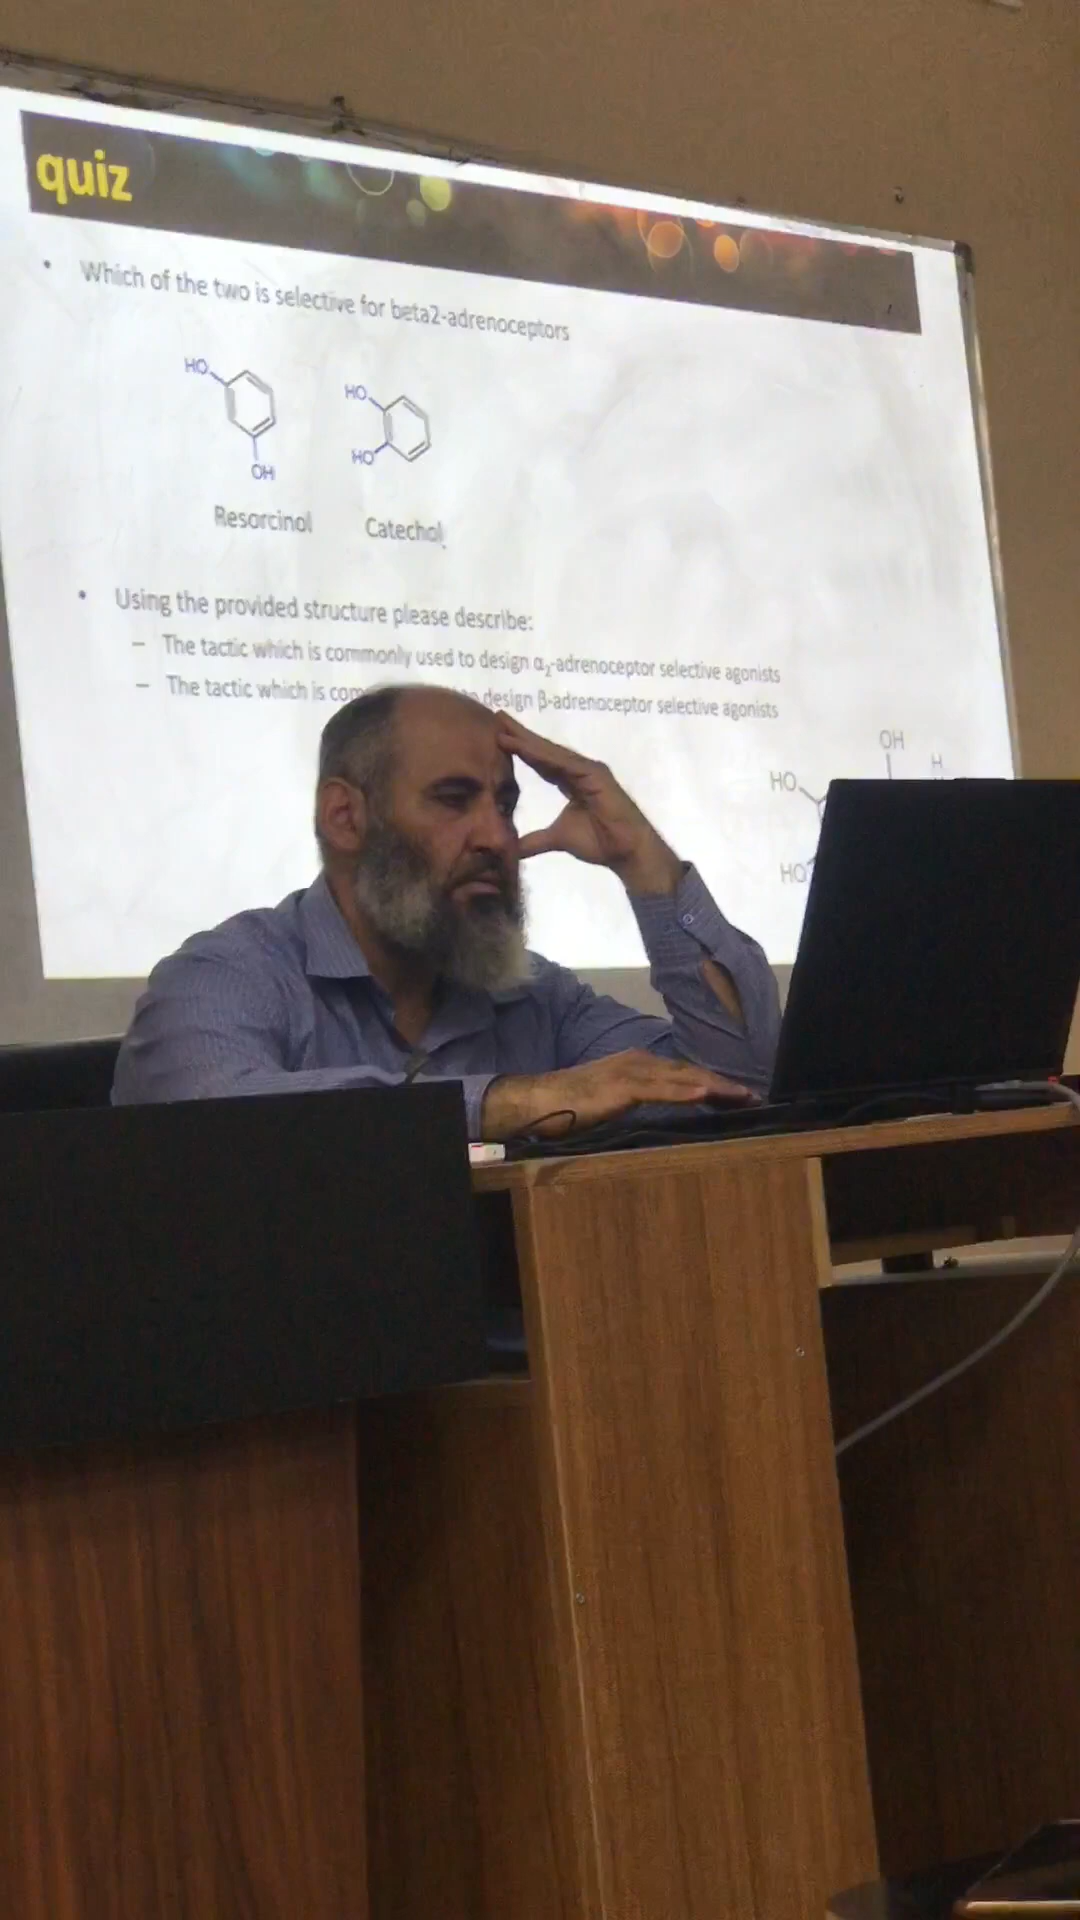 quiz
• Which of the two is selective for beta2-adrenoceptors
HO
OH
HO
HO
Resorcinol
Catechol
• Using the provided structure please describe:
– The tactic which is commonly used to design α₂-adrenoceptor selective agonists
– The tactic which is com design β-adrenoceptor selective agonists
OH
H
HO
HO